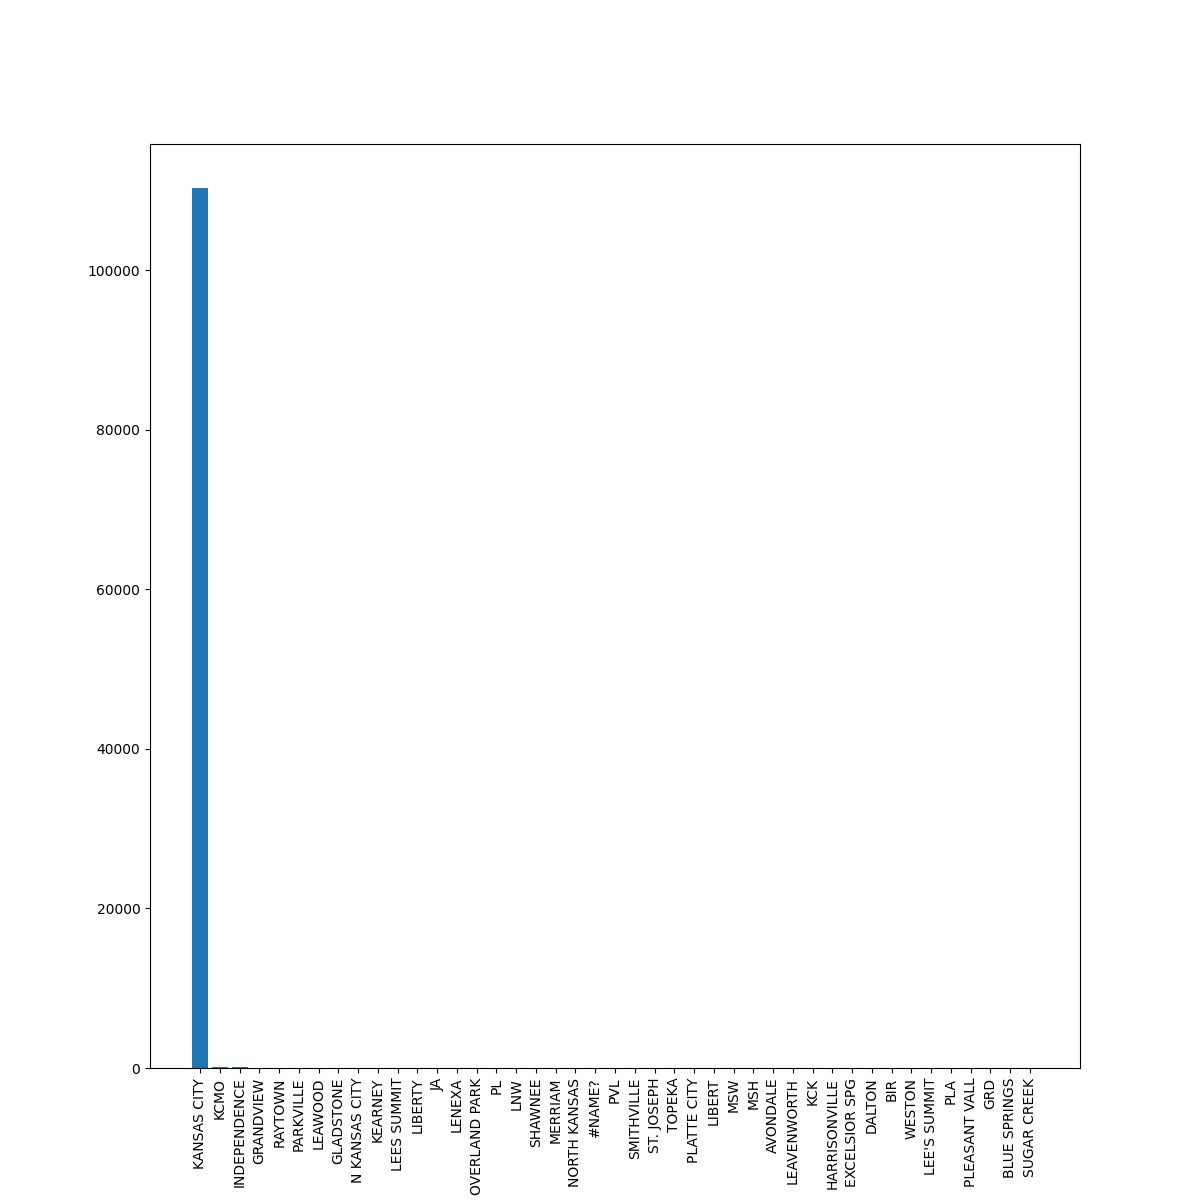 100000
80000
60000
40000
20000
0
KANSAS CITY
KCMO
INDEPENDENCE
GRANDVIEW
RAYTOWN
PARKVILLE
LEAWOOD
GLADSTONE
N KANSAS CITY
KEARNEY
LEES SUMMIT
LIBERTY
JA
LENEXA
OVERLAND PARK
PL
LNW
SHAWNEE
MERRIAM
NORTH KANSAS
#NAME?
PVL
SMITHVILLE
ST. JOSEPH
TOPEKA
PLATTE CITY
LIBERT
MSW
MSH
AVONDALE
LEAVENWORTH
KCK
HARRISONVILLE
EXCELSIOR SPG
DALTON
BIR
WESTON
LEE'S SUMMIT
PLA
PLEASANT VALL
GRD
BLUE SPRINGS
SUGAR CREEK